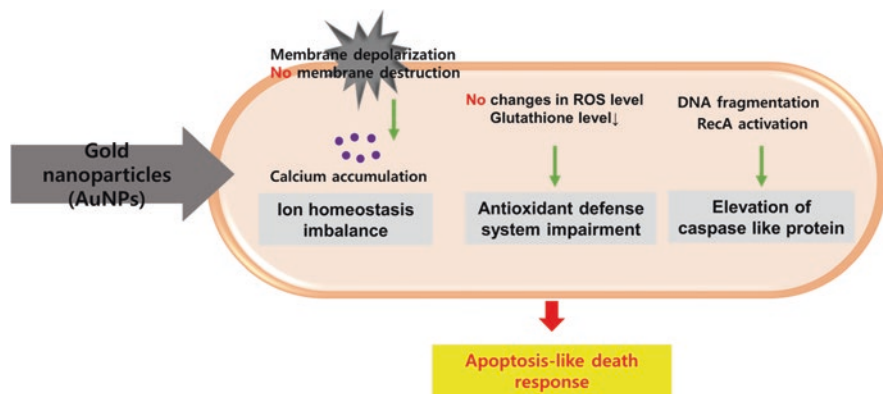 Membrane depolarization
No membrane destruction
No changes in ROS level
Glutathione level↓
DNA fragmentation
RecA activation
Gold
nanoparticles
(AuNPs)
Calcium accumulation
Ion homeostasis
imbalance
Antioxidant defense
system impairment
Elevation of
caspase like protein
Apoptosis-like death
response